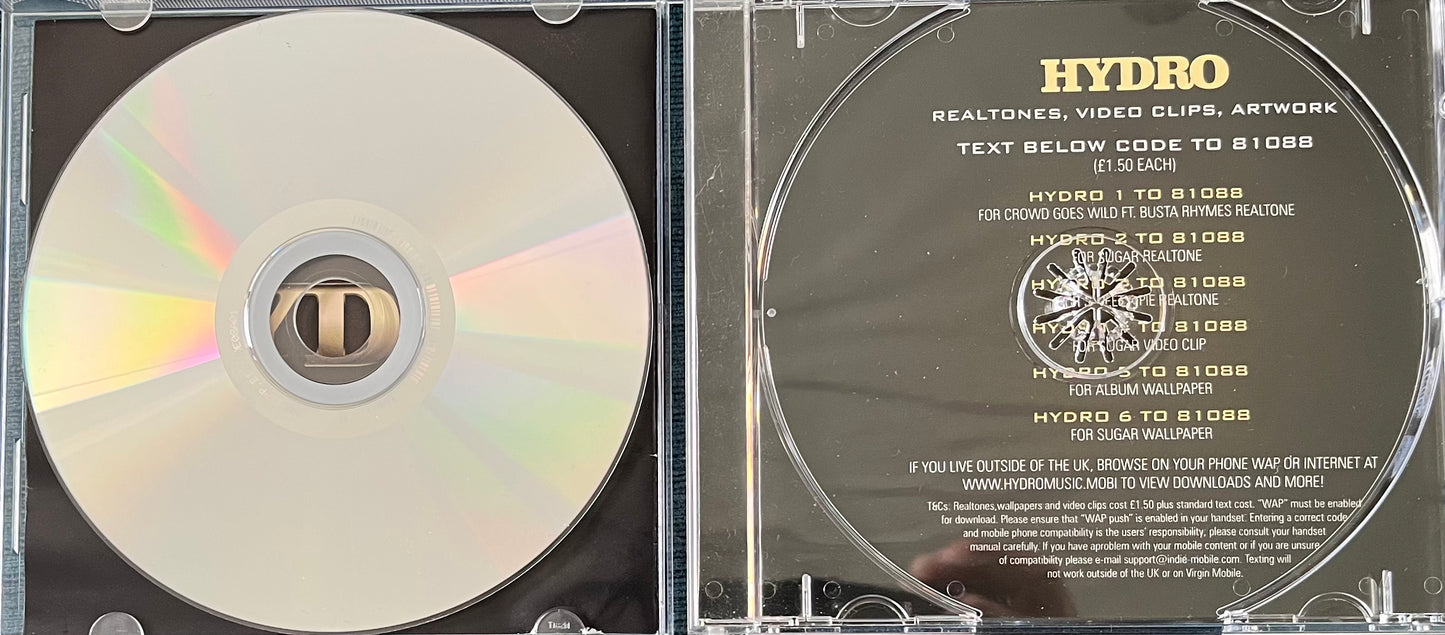 HYDRO
REALTONES, VIDEO CLIPS, ARTWORK
TEXT BELOW CODE TO 81088
(£1.50 EACH)
HYDRO 1 TO 81088
FOR CROWD GOES WILD FT. BUSTA RHYMES REALTONE
HYDRO 2 TO 81088
FOR SUGAR REALTONE
HYDRO 3 TO 81088
REALTONE
TO 81088
FOR SUGAR VIDEO CLIP
HYDRO 5 TO 81088
FOR ALBUM WALLPAPER
HYDRO 6 TO 81088
FOR SUGAR WALLPAPER
IF YOU LIVE OUTSIDE OF THE UK, BROWSE ON YOUR PHONE WAP OR INTERNET AT
WWW.HYDROMUSIC.MOBI TO VIEW DOWNLOADS AND MORE!
T&Cs: Realtones,wallpapers and video clips cost £1.50 plus standard text cost. "WAP" must be enabled
for download. Please ensure that "WAP push" is enabled in your handset. Entering a correct code
and mobile phone compatibility is the users' responsibility, please consult your handset
manual carefully. If you have aproblem with your mobile content or if you are unsure
of compatibility please e-mail support@indie-mobile.com. Texting will
not work outside of the UK or on Virgin Mobile.